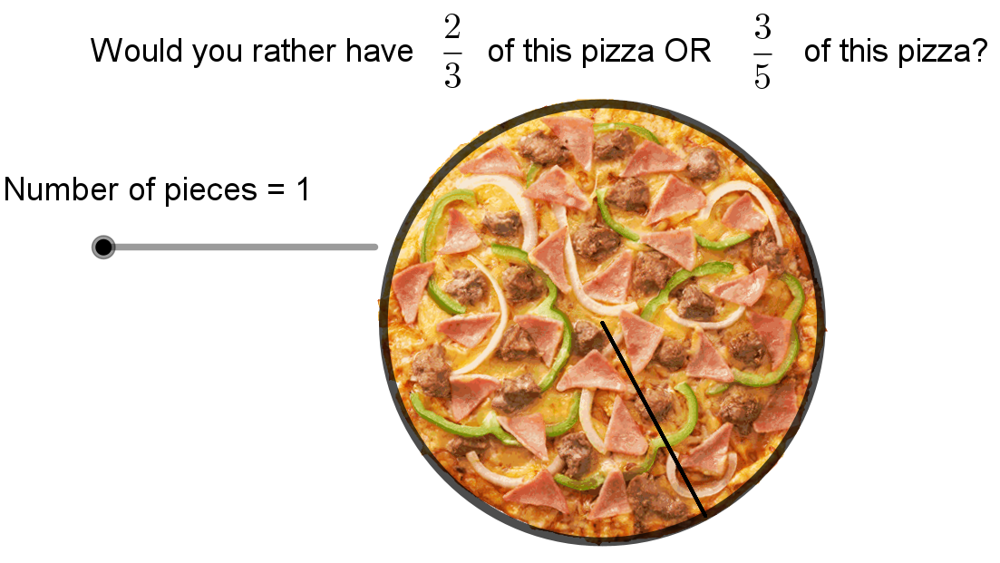 Would you rather have 2/3 of this pizza OR 3/5 of this pizza?
Number of pieces = 1